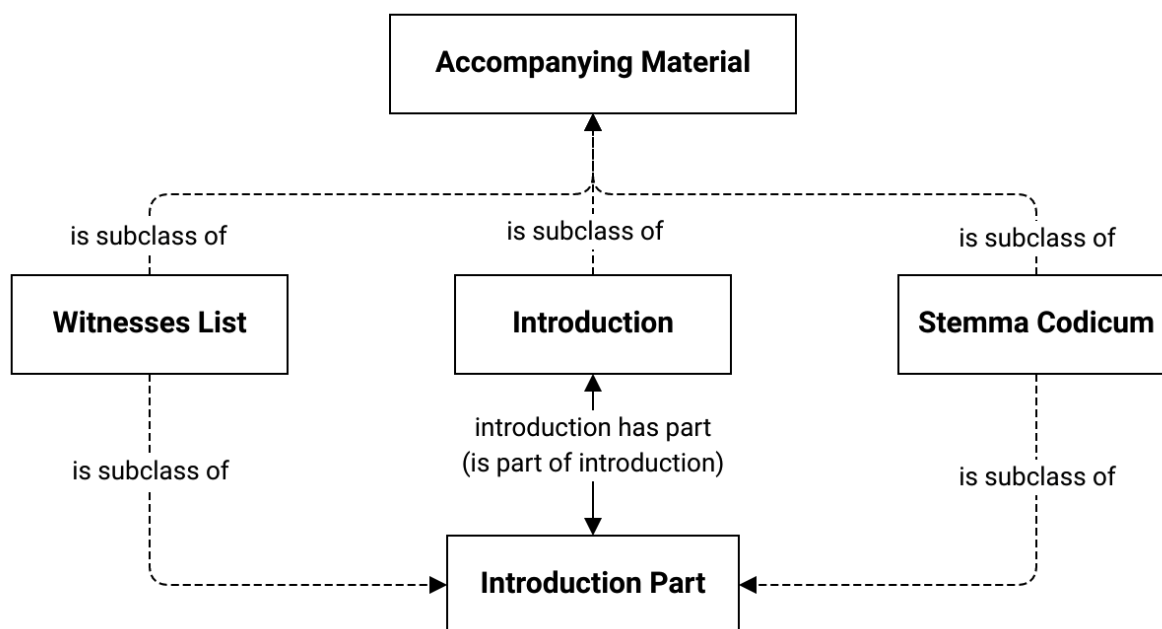 Accompanying Material
is subclass of
is subclass of
is subclass of
Witnesses List
Introduction
Stemma Codicum
introduction has part
(is part of introduction)
is subclass of
is subclass of
Introduction Part